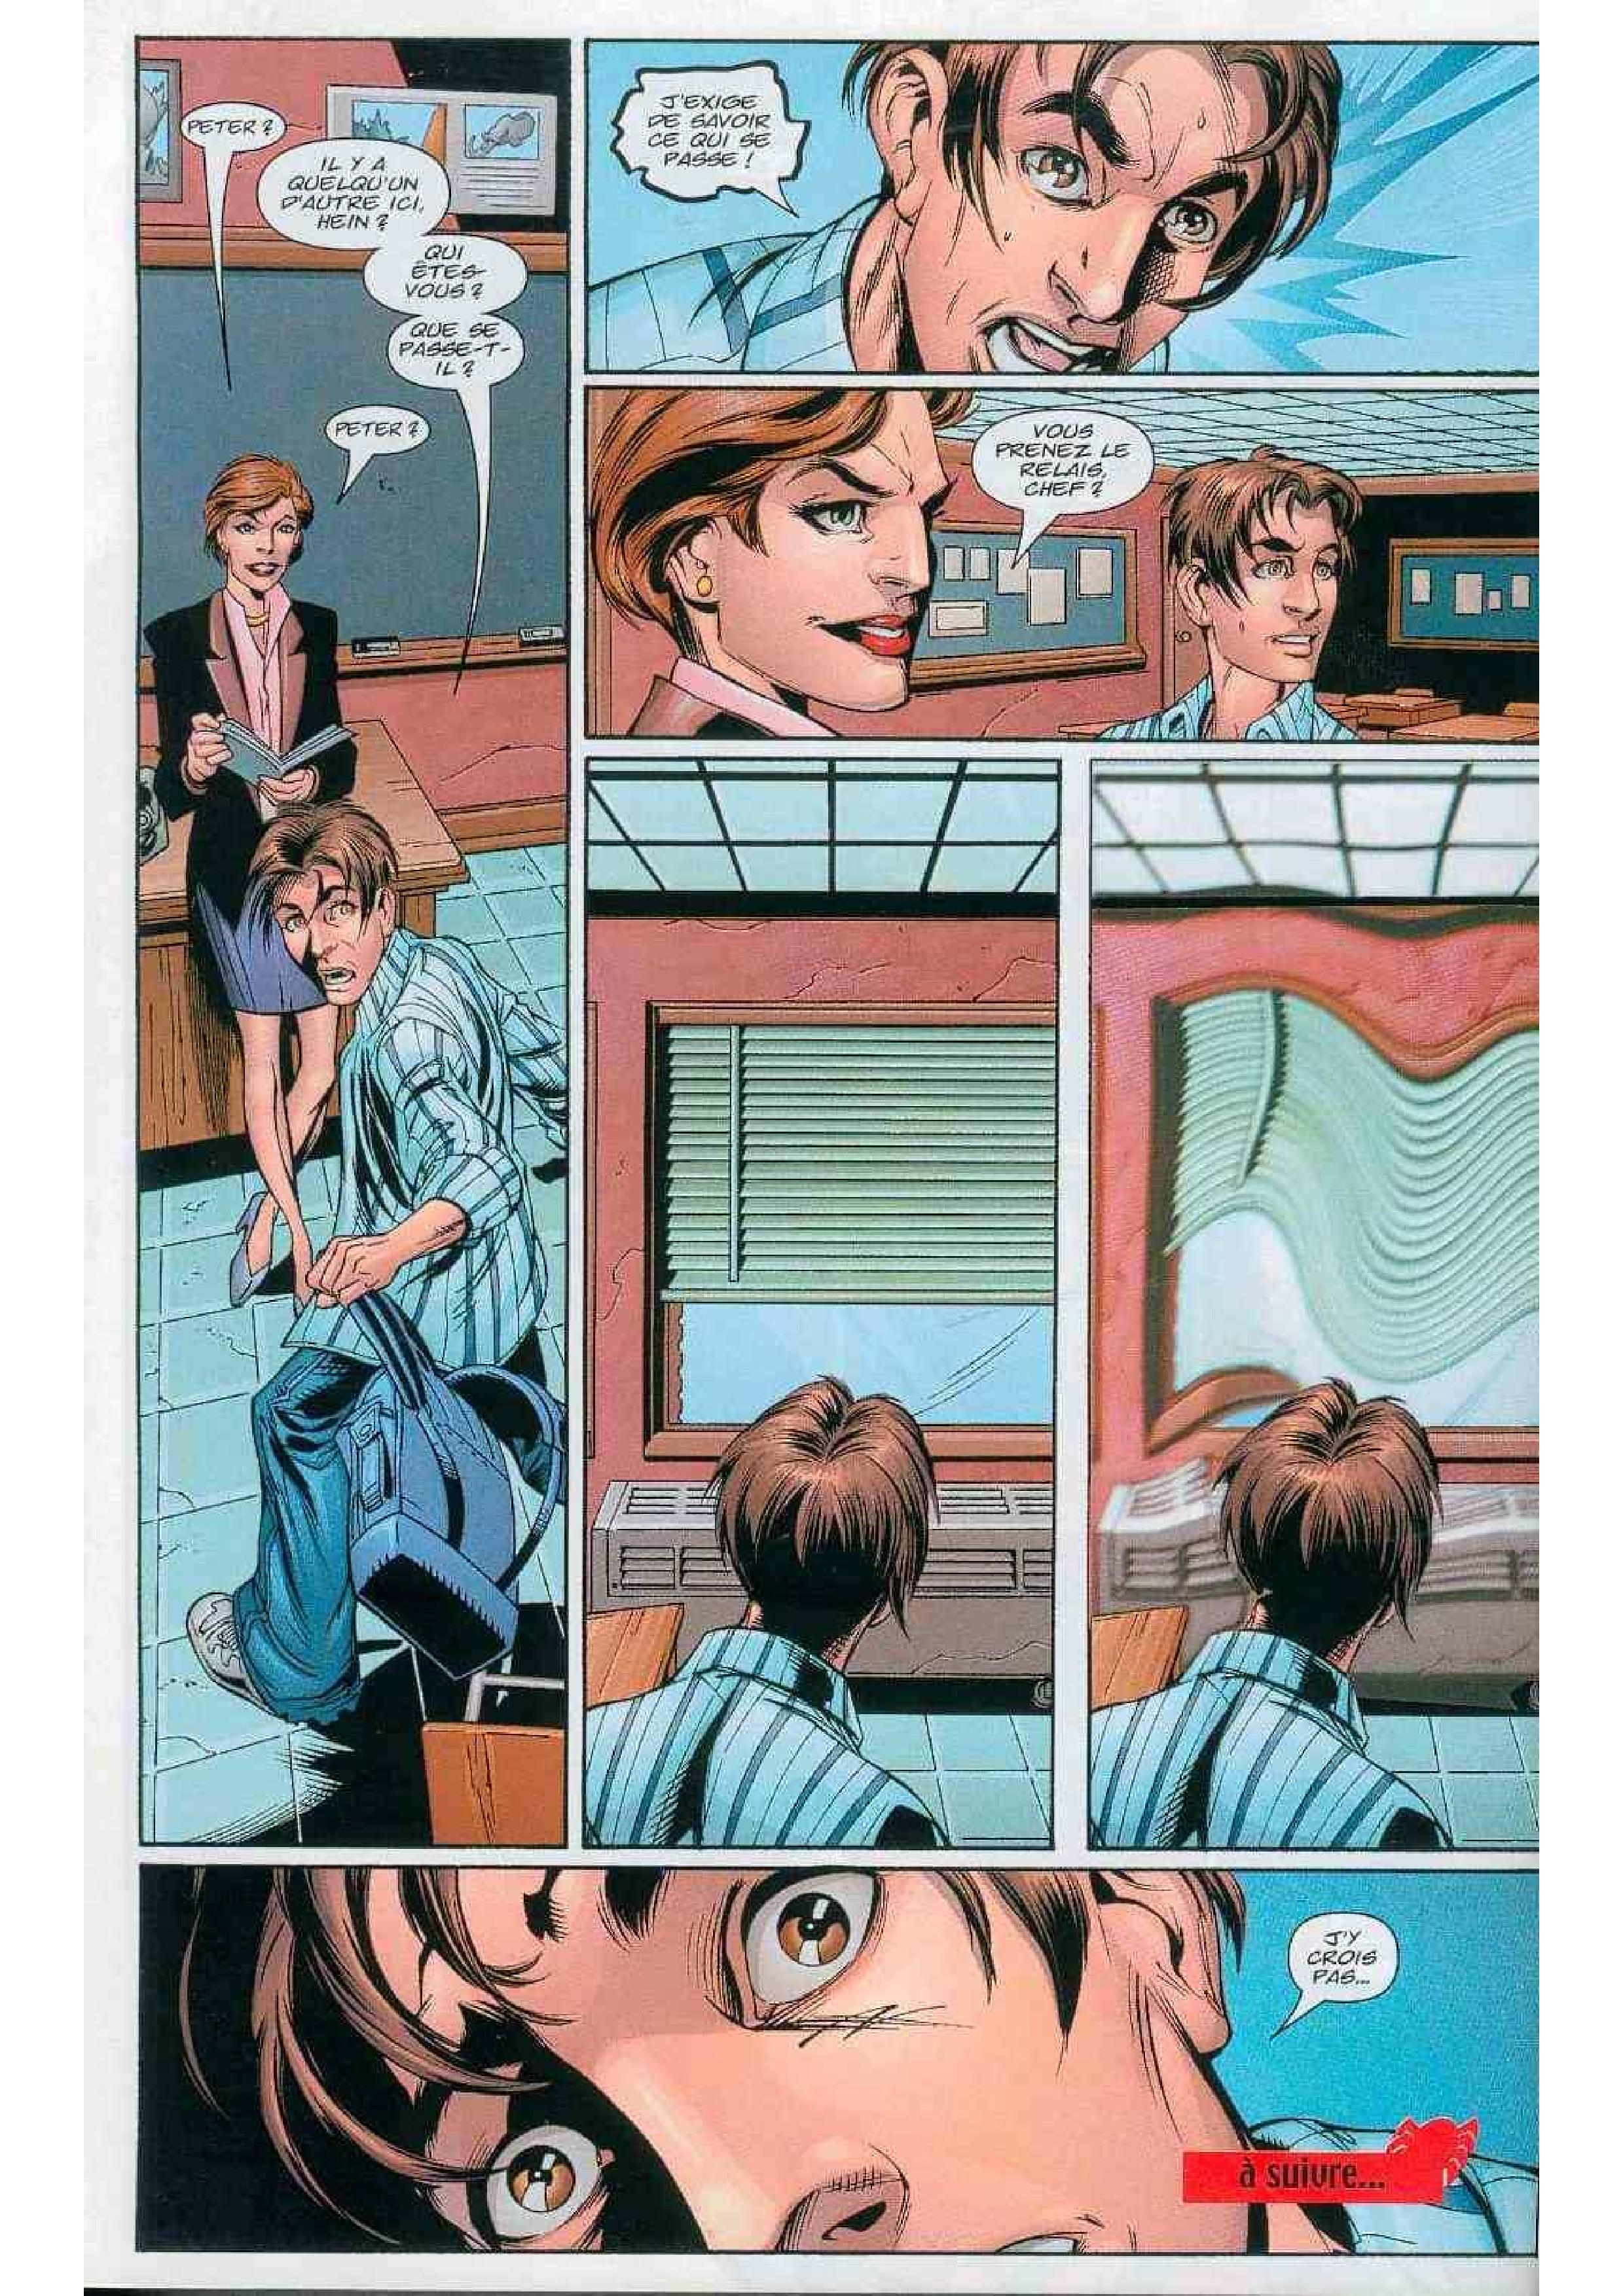 PETER ?
IL Y A
QUELQU'UN
D'AUTRE ICI,
HEIN ?
QUI
ÊTES-
VOUS ?
QUE SE
PASSE-T-
IL ?
PETER ?
J'EXIGE
DE SAVOIR
CE QUI SE
PASSE !
VOUS
PRENEZ LE
RELAIS,
CHEF ?
J'Y
CROIS
PAS...
à suivre...